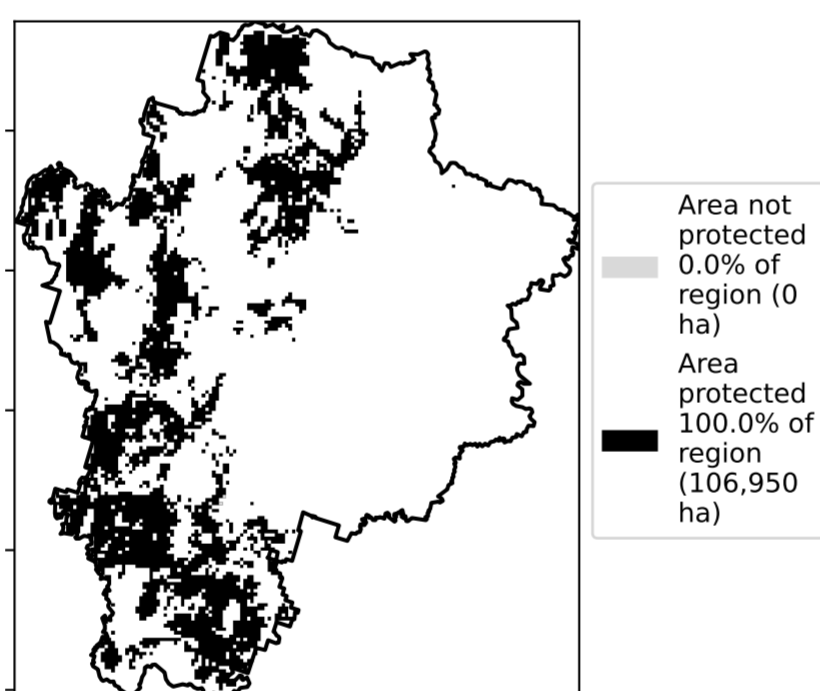 Area not
protected
0.0% of
region (0
ha)
Area
protected
100.0% of
region
(106,950
ha)